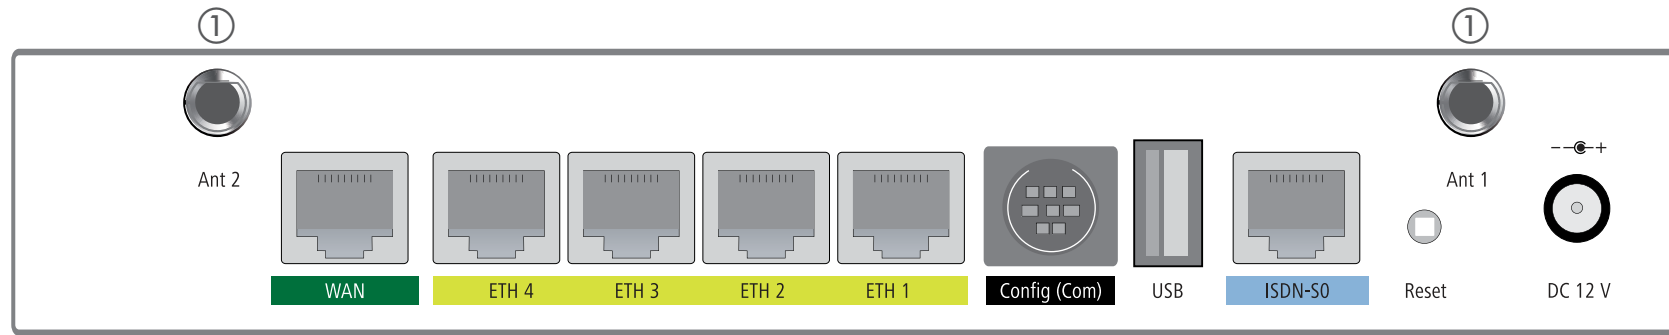 ① ①
Ant 2 Ant 1
WAN ETH 4 ETH 3 ETH 2 ETH 1 Config (Com) USB ISDN-S0 Reset DC 12 V